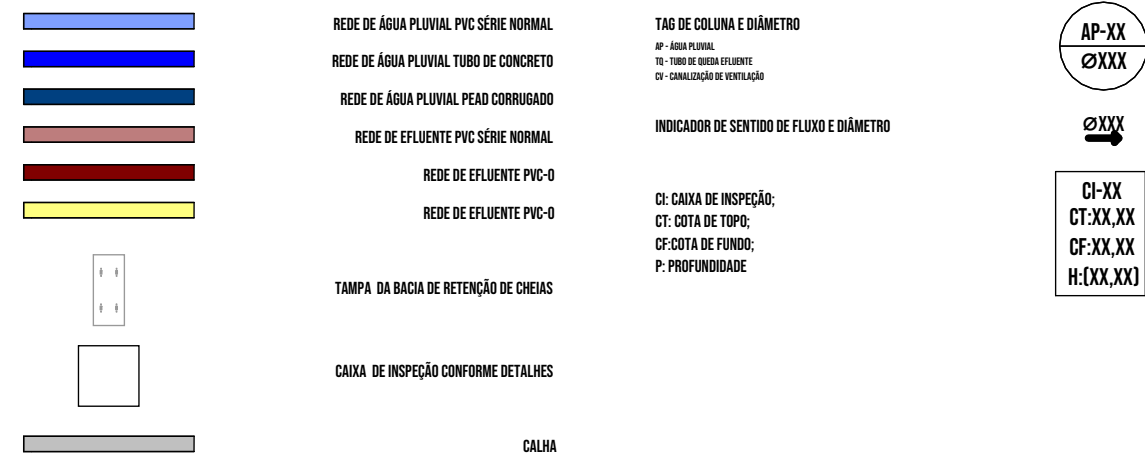 REDE DE ÁGUA PLUVIAL PVC SÉRIE NORMAL
REDE DE ÁGUA PLUVIAL TUBO DE CONCRETO
REDE DE ÁGUA PLUVIAL PEAD CORRUGADO
REDE DE EFLUENTE PVC SÉRIE NORMAL
REDE DE EFLUENTE PVC-O
REDE DE EFLUENTE PVC-O
TAMPA DA BACIA DE RETENÇÃO DE CHEIAS
CAIXA DE INSPEÇÃO CONFORME DETALHES
CALHA
TAG DE COLUNA E DIÂMETRO
AP - ÁGUA PLUVIAL
TQ - TUBO DE QUEDA EFLUENTE
CV - CANALIZAÇÃO DE VENTILAÇÃO
INDICADOR DE SENTIDO DE FLUXO E DIÂMETRO
CI: CAIXA DE INSPEÇÃO;
CT: COTA DE TOPO;
CF:COTA DE FUNDO;
P: PROFUNDIDADE
AP-XX
ØXXX
ØXXX
CI-XX
CT:XX,XX
CF:XX,XX
H:(XX,XX)